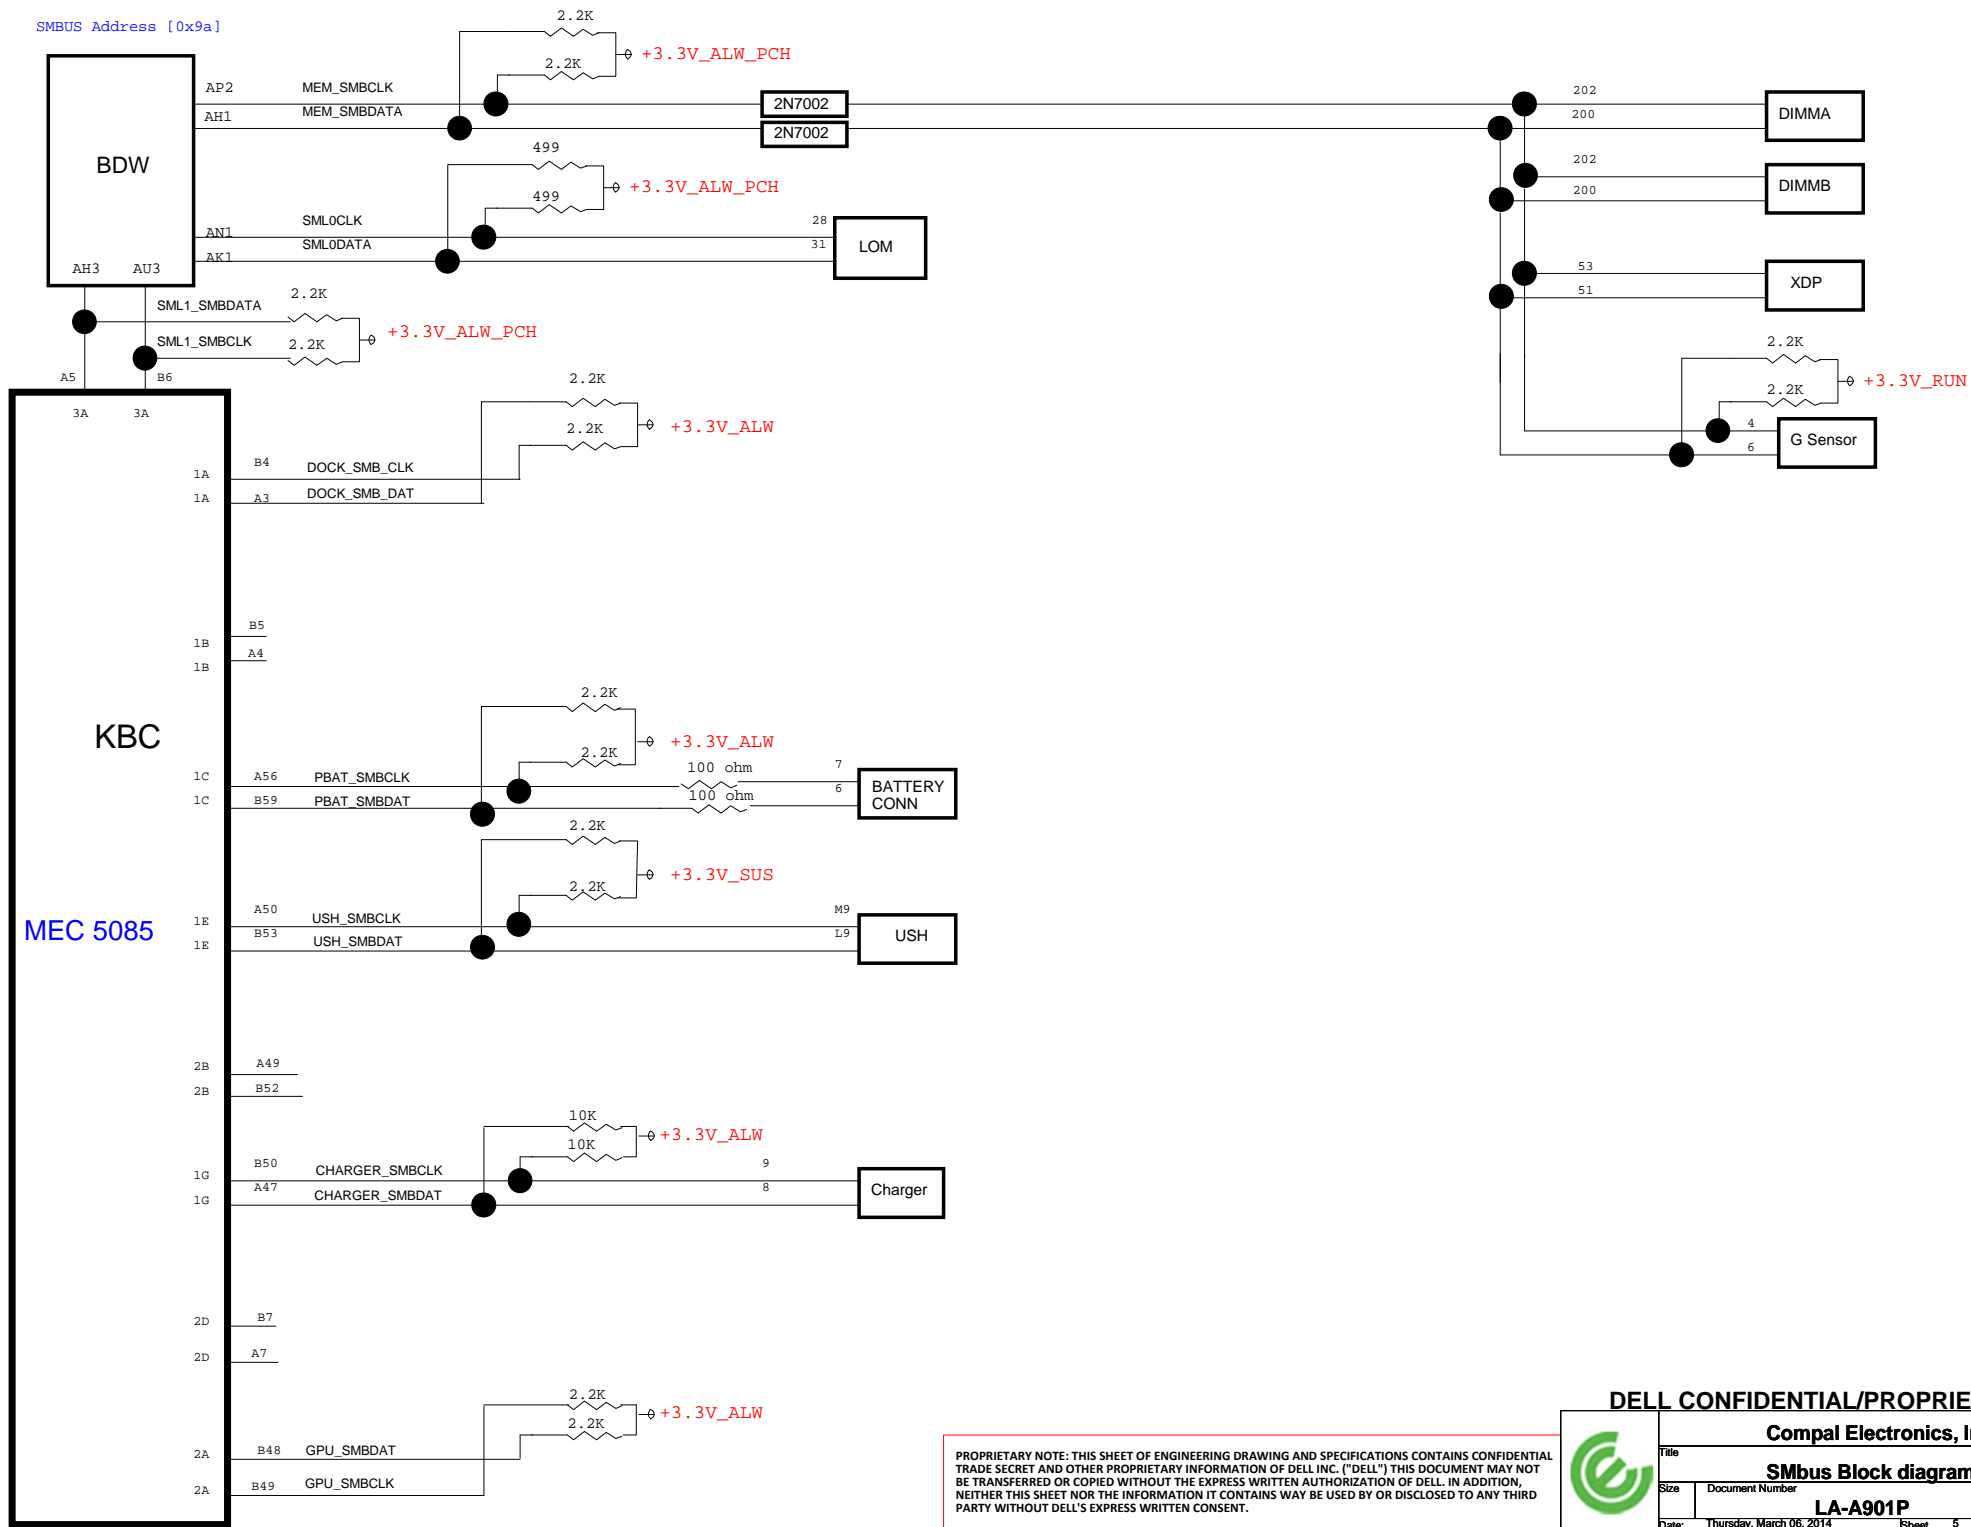 SMBUS Address [0x9a]
2.2K
+3.3V_ALW_PCH
2.2K
AP2 MEM_SMBCLK
AH1 MEM_SMBDATA
2N7002
2N7002
202
200
DIMMA
BDW
499
+3.3V_ALW_PCH
499
202
200
DIMMB
AN1 SML0CLK 28
AK1 SML0DATA 31
LOM
AH3 AU3
53
51
XDP
SML1_SMBDATA 2.2K
+3.3V_ALW_PCH
SML1_SMBCLK 2.2K
2.2K
+3.3V_RUN
2.2K
4
6
G Sensor
A5 B6
3A 3A
2.2K
+3.3V_ALW
2.2K
1A B4 DOCK_SMB_CLK
1A A3 DOCK_SMB_DAT
1B B5
1B A4
KBC
2.2K
+3.3V_ALW
2.2K
1C A56 PBAT_SMBCLK 100 ohm 7
1C B59 PBAT_SMBDAT 100 ohm 6
BATTERY
CONN
2.2K
+3.3V_SUS
2.2K
MEC 5085
1E A50 USH_SMBCLK M9
1E B53 USH_SMBDAT L9
USH
2B A49
2B B52
10K
+3.3V_ALW
10K
1G B50 CHARGER_SMBCLK 9
1G A47 CHARGER_SMBDAT 8
Charger
2D B7
2D A7
2.2K
+3.3V_ALW
2.2K
2A B48 GPU_SMBDAT
2A B49 GPU_SMBCLK
PROPRIETARY NOTE: THIS SHEET OF ENGINEERING DRAWING AND SPECIFICATIONS CONTAINS CONFIDENTIAL
TRADE SECRET AND OTHER PROPRIETARY INFORMATION OF DELL INC. ("DELL") THIS DOCUMENT MAY NOT
BE TRANSFERRED OR COPIED WITHOUT THE EXPRESS WRITTEN AUTHORIZATION OF DELL. IN ADDITION,
NEITHER THIS SHEET NOR THE INFORMATION IT CONTAINS WAY BE USED BY OR DISCLOSED TO ANY THIRD
PARTY WITHOUT DELL'S EXPRESS WRITTEN CONSENT.
DELL CONFIDENTIAL/PROPRIE
Compal Electronics, I
Title
SMbus Block diagram
Size Document Number
LA-A901P
Date: Thursday, March 06, 2014 Sheet 5